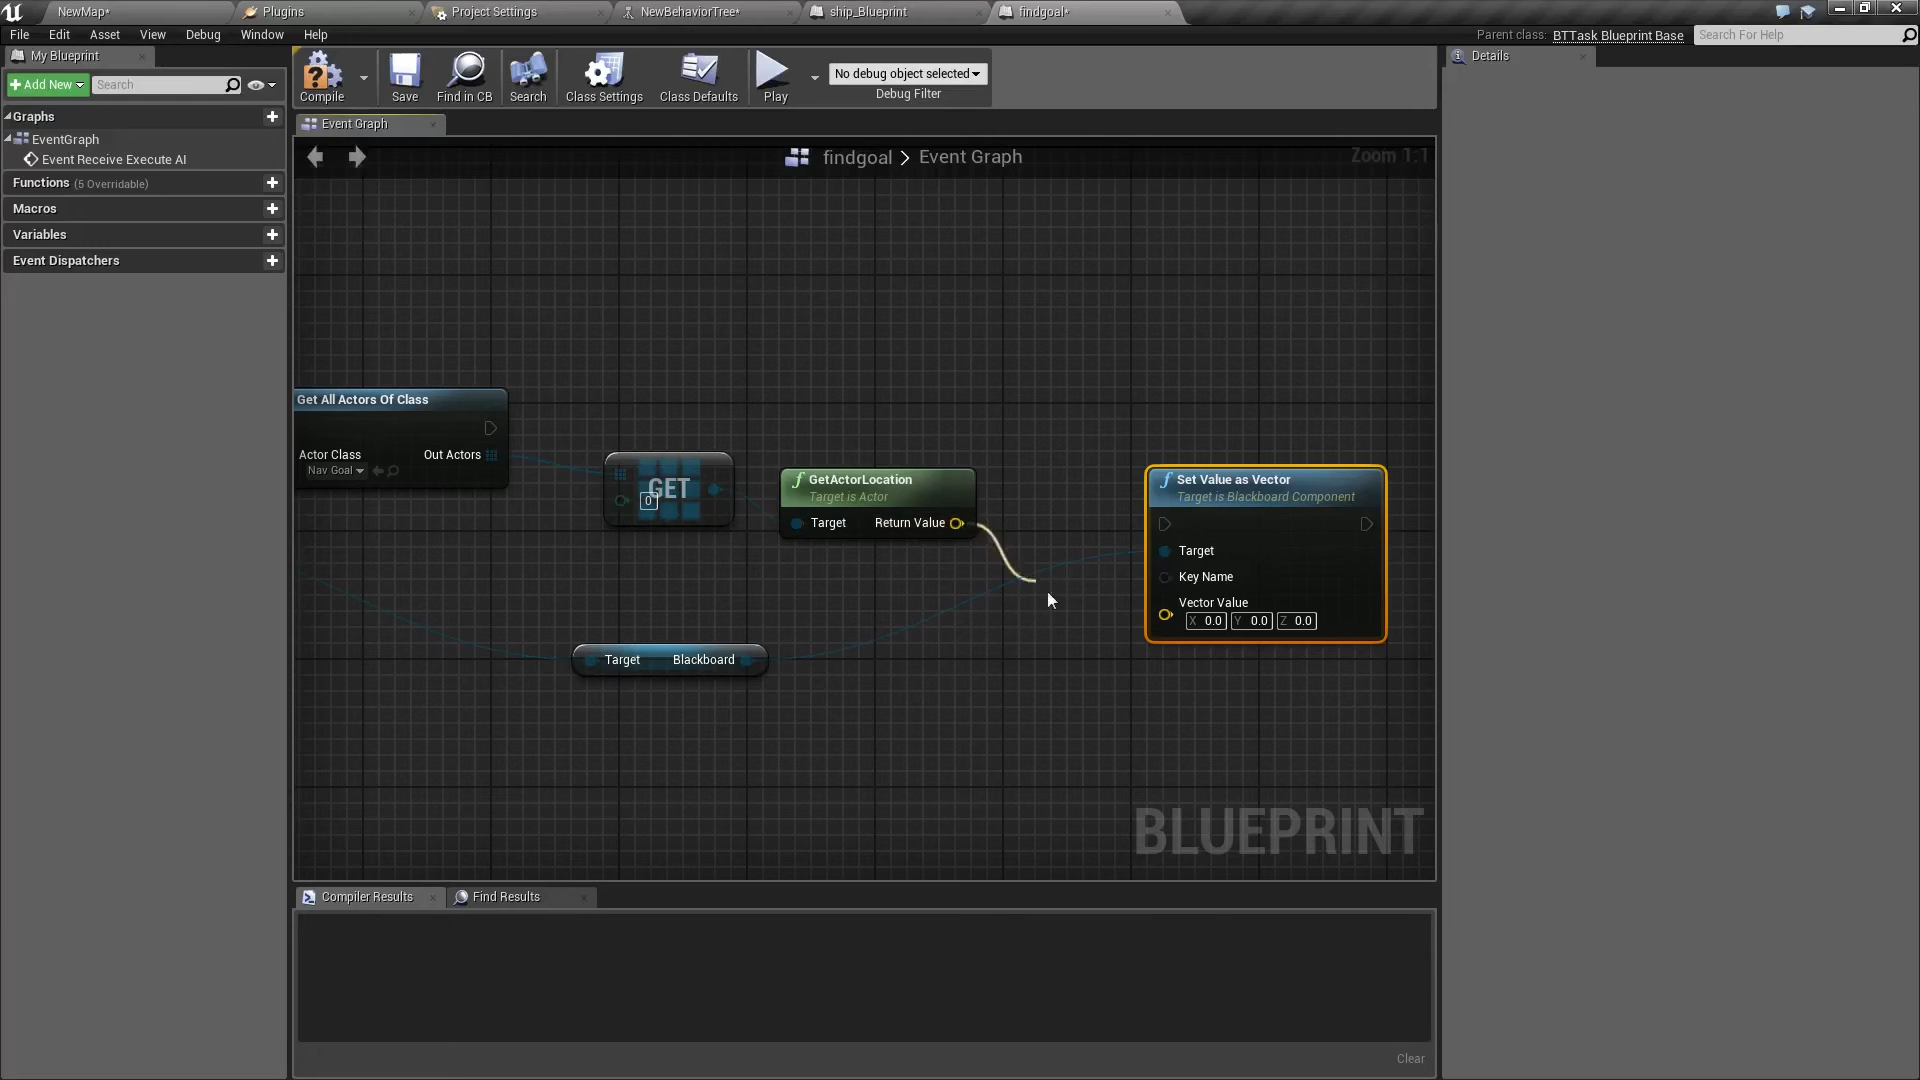 NewMap*
Plugins
Project Settings
NewBehaviorTree*
ship_Blueprint
findgoal*
File Edit Asset View Debug Window Help
Parent class: BTTask Blueprint Base
Search For Help
My Blueprint
Add New
Search
Graphs
EventGraph
Event Receive Execute AI
Functions (5 Overridable)
Macros
Variables
Event Dispatchers
Compile
Save
Find in CB
Search
Class Settings
Class Defaults
Play
No debug object selected
Debug Filter
Details
Event Graph
findgoal > Event Graph
Zoom 1:1
Get All Actors Of Class
Actor Class
Out Actors
Nav Goal
GET
0
GetActorLocation
Target is Actor
Target
Return Value
Target
Blackboard
Set Value as Vector
Target is Blackboard Component
Target
Key Name
Vector Value
X 0.0 Y 0.0 Z 0.0
BLUEPRINT
Compiler Results
Find Results
Clear